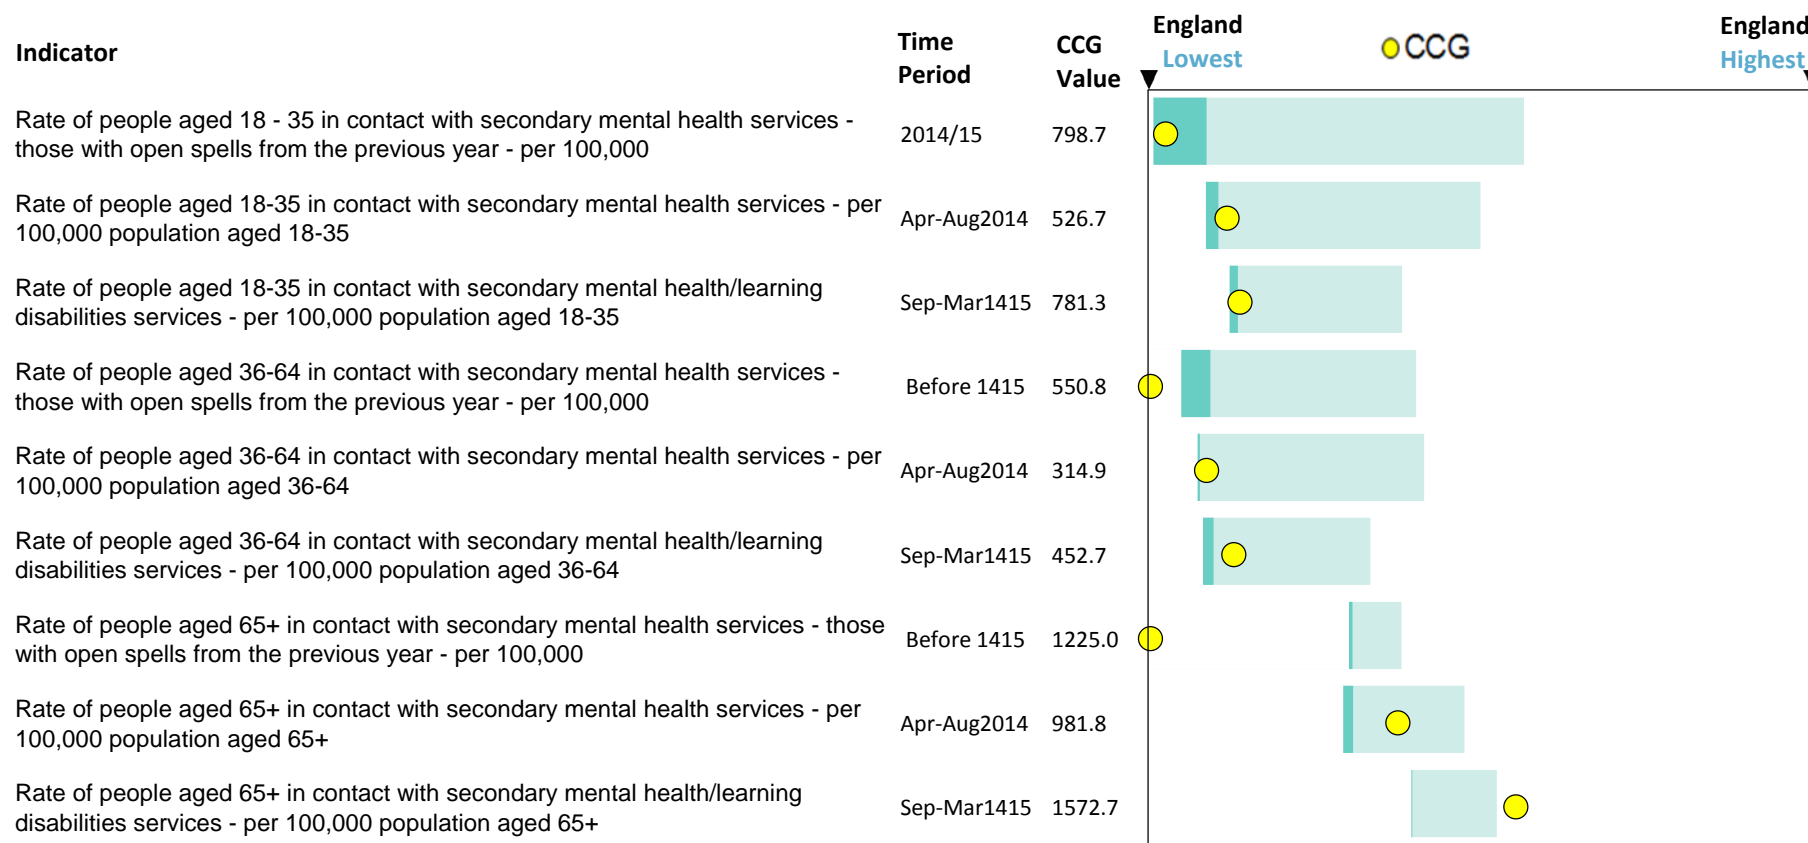 Indicator
Time
Period
CCG
Value
England
Lowest
CCG
England
Highest
Rate of people aged 18 - 35 in contact with secondary mental health services -
those with open spells from the previous year - per 100,000
2014/15
798.7
Rate of people aged 18-35 in contact with secondary mental health services - per
100,000 population aged 18-35
Apr-Aug2014
526.7
Rate of people aged 18-35 in contact with secondary mental health/learning
disabilities services - per 100,000 population aged 18-35
Sep-Mar1415
781.3
Rate of people aged 36-64 in contact with secondary mental health services -
those with open spells from the previous year - per 100,000
Before 1415
550.8
Rate of people aged 36-64 in contact with secondary mental health services - per
100,000 population aged 36-64
Apr-Aug2014
314.9
Rate of people aged 36-64 in contact with secondary mental health/learning
disabilities services - per 100,000 population aged 36-64
Sep-Mar1415
452.7
Rate of people aged 65+ in contact with secondary mental health services - those
with open spells from the previous year - per 100,000
Before 1415
1225.0
Rate of people aged 65+ in contact with secondary mental health services - per
100,000 population aged 65+
Apr-Aug2014
981.8
Rate of people aged 65+ in contact with secondary mental health/learning
disabilities services - per 100,000 population aged 65+
Sep-Mar1415
1572.7